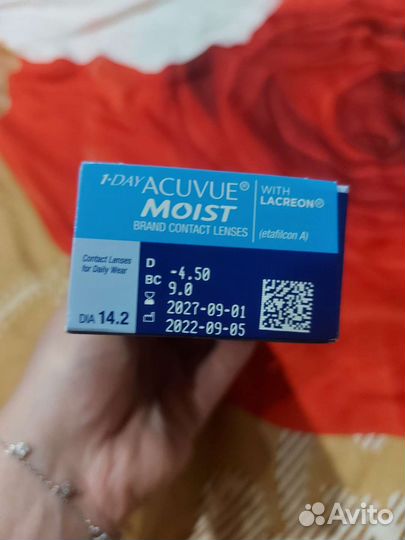 1-DAY ACUVUE®
MOIST
BRAND CONTACT LENSES
WITH
LACREON®
(etafilcon A)
Contact Lenses
for Daily Wear
DIA 14.2
D -4.50
BC 9.0
2027-09-01
2022-09-05
Avito